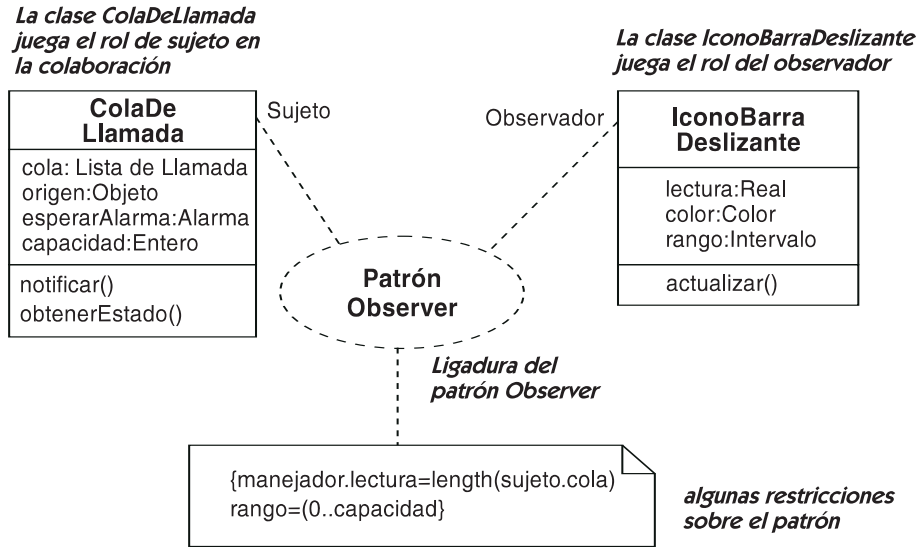 La clase ColaDeLlamada
juega el rol de sujeto en
la colaboración
La clase IconoBarraDeslizante
juega el rol del observador
ColaDe
Llamada
cola: Lista de Llamada
origen:Objeto
esperarAlarma:Alarma
capacidad:Entero
notificar()
obtenerEstado()
Sujeto
Observador
IconoBarra
Deslizante
lectura:Real
color:Color
rango:Intervalo
actualizar()
Patrón
Observer
Ligadura del
patrón Observer
{manejador.lectura=length(sujeto.cola)
rango=(0..capacidad}
algunas restricciones
sobre el patrón